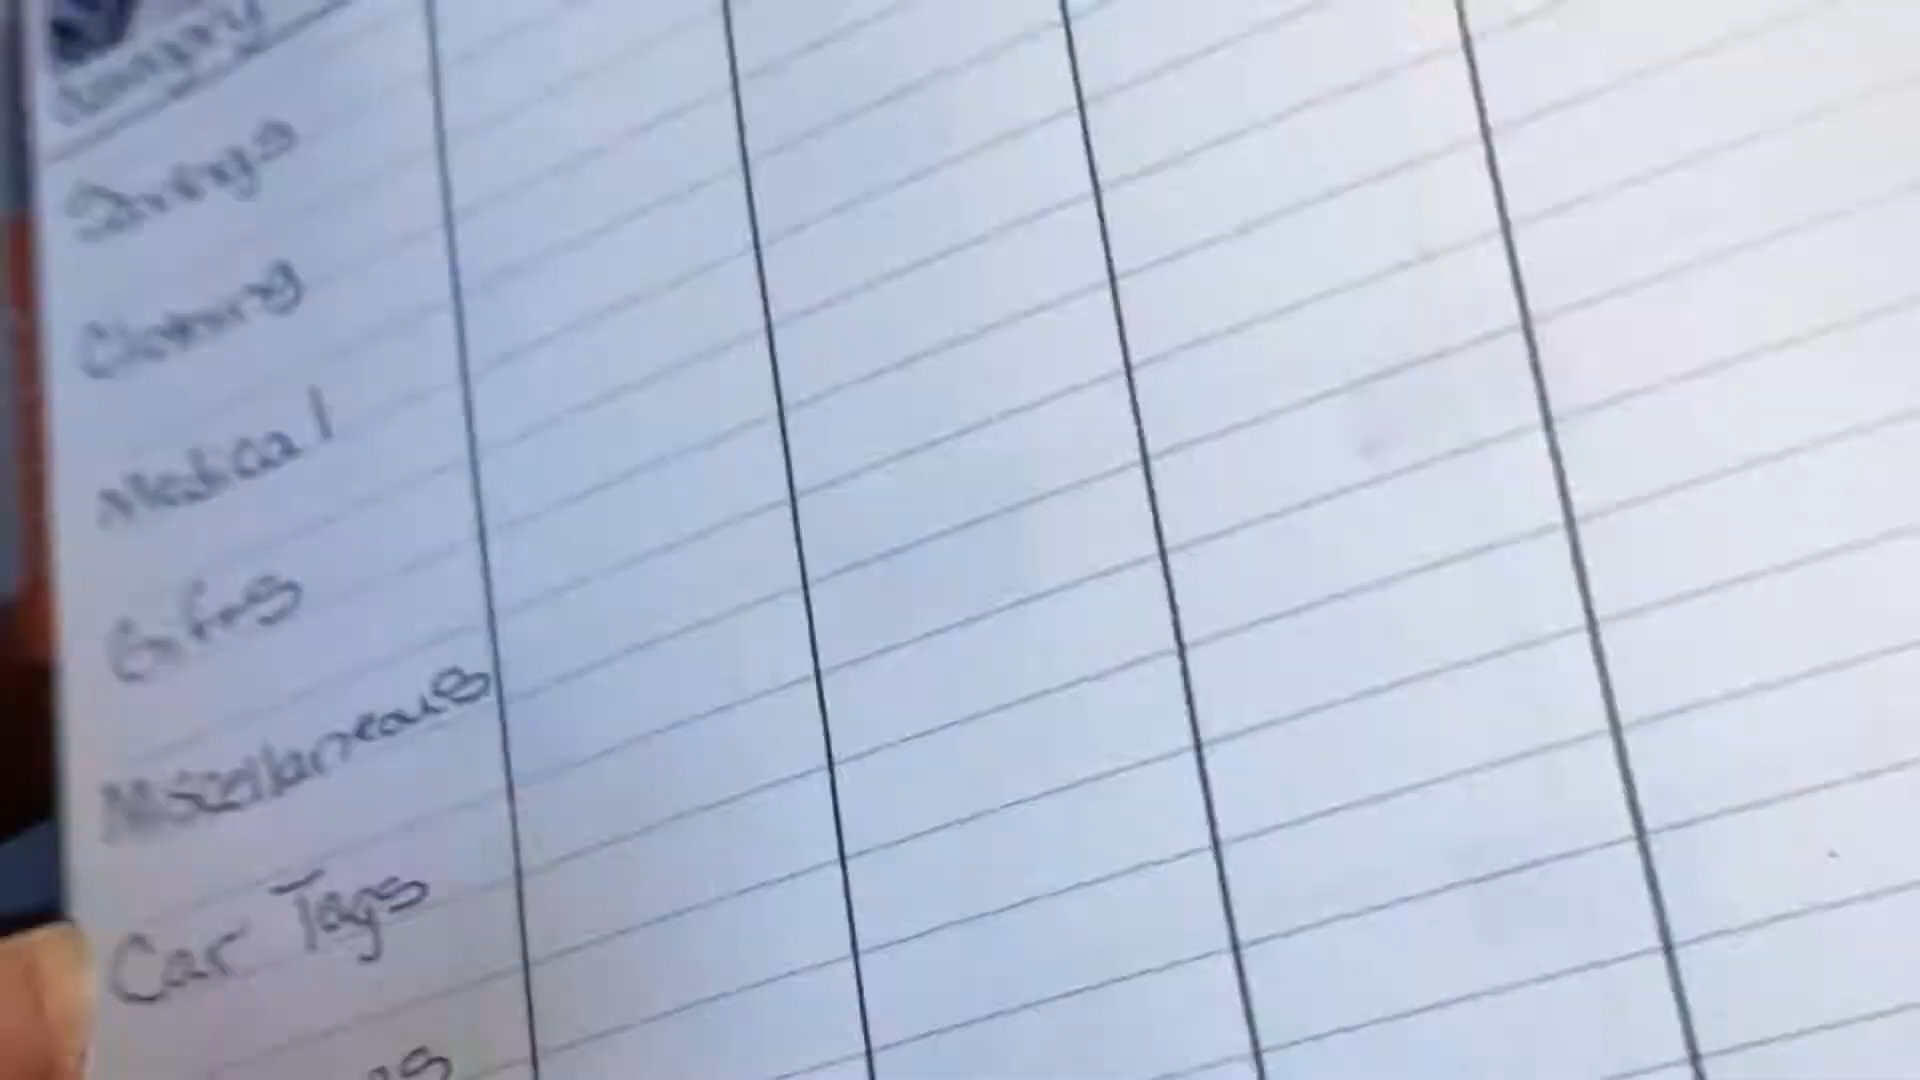 Savings
Clothing
Medical
Gifts
Miscellaneous
Car Tags